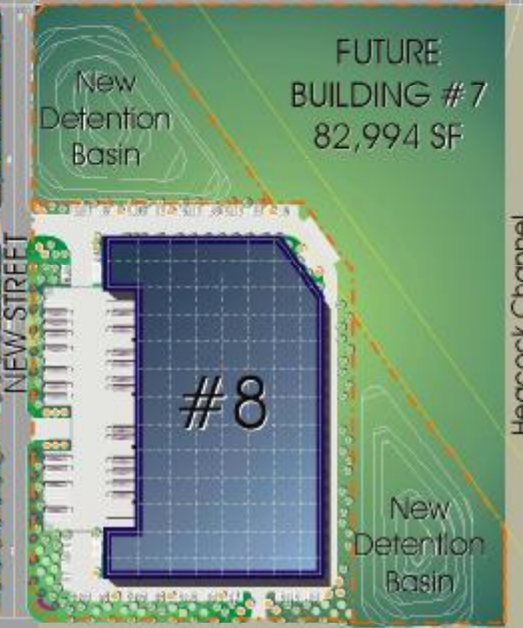 FUTURE
BUILDING #7
82,994 SF
New
Detention
Basin
NEW STREET
#8
Heacock Channel
New
Detention
Basin